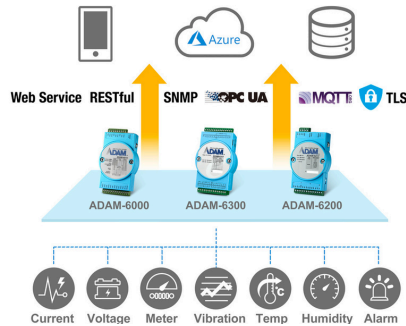 Azure
Web Service RESTful SNMP OPC UA MQTT TLS
ADAM ADAM ADAM
ADAM-6000 ADAM-6300 ADAM-6200
°C
Current Voltage Meter Vibration Temp Humidity Alarm